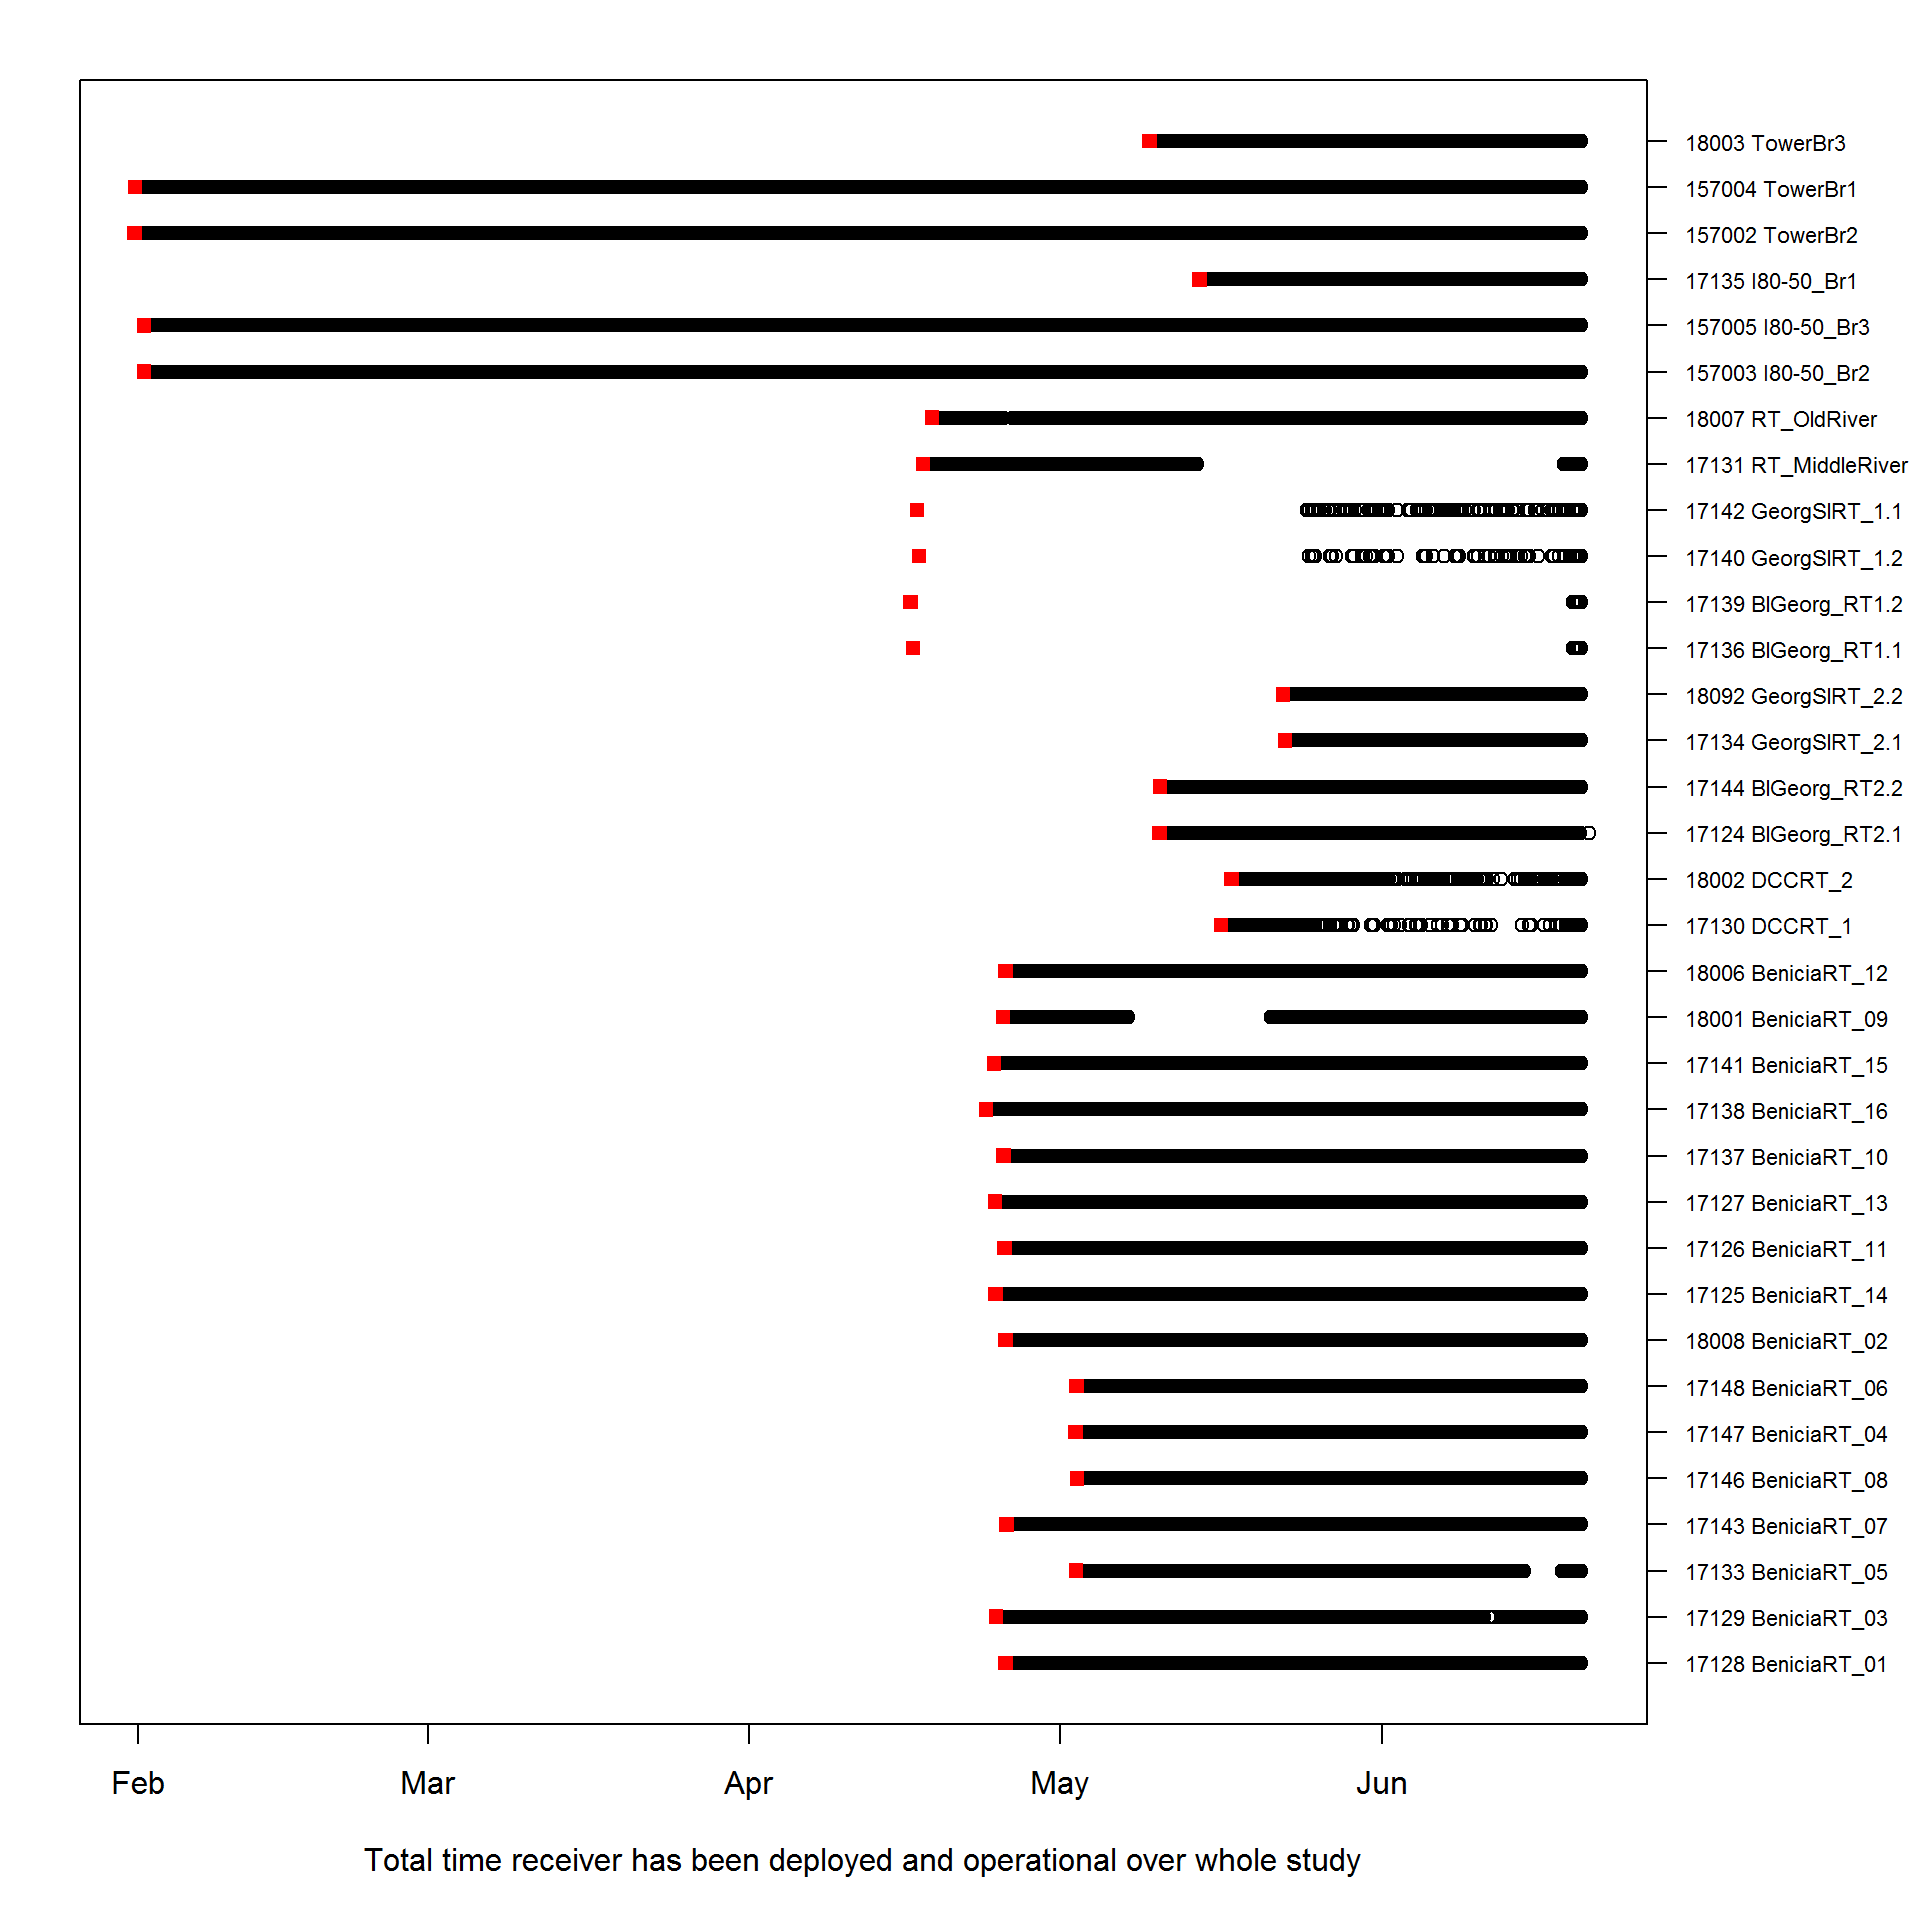 18003 TowerBr3
157004 TowerBr1
157002 TowerBr2
17135 I80-50_Br1
157005 I80-50_Br3
157003 I80-50_Br2
18007 RT_OldRiver
17131 RT_MiddleRiver
17142 GeorgSlRT_1.1
17140 GeorgSlRT_1.2
17139 BlGeorg_RT1.2
17136 BlGeorg_RT1.1
18092 GeorgSlRT_2.2
17134 GeorgSlRT_2.1
17144 BlGeorg_RT2.2
17124 BlGeorg_RT2.1
18002 DCCRT_2
17130 DCCRT_1
18006 BeniciaRT_12
18001 BeniciaRT_09
17141 BeniciaRT_15
17138 BeniciaRT_16
17137 BeniciaRT_10
17127 BeniciaRT_13
17126 BeniciaRT_11
17125 BeniciaRT_14
18008 BeniciaRT_02
17148 BeniciaRT_06
17147 BeniciaRT_04
17146 BeniciaRT_08
17143 BeniciaRT_07
17133 BeniciaRT_05
17129 BeniciaRT_03
17128 BeniciaRT_01
Feb Mar Apr May Jun
Total time receiver has been deployed and operational over whole study